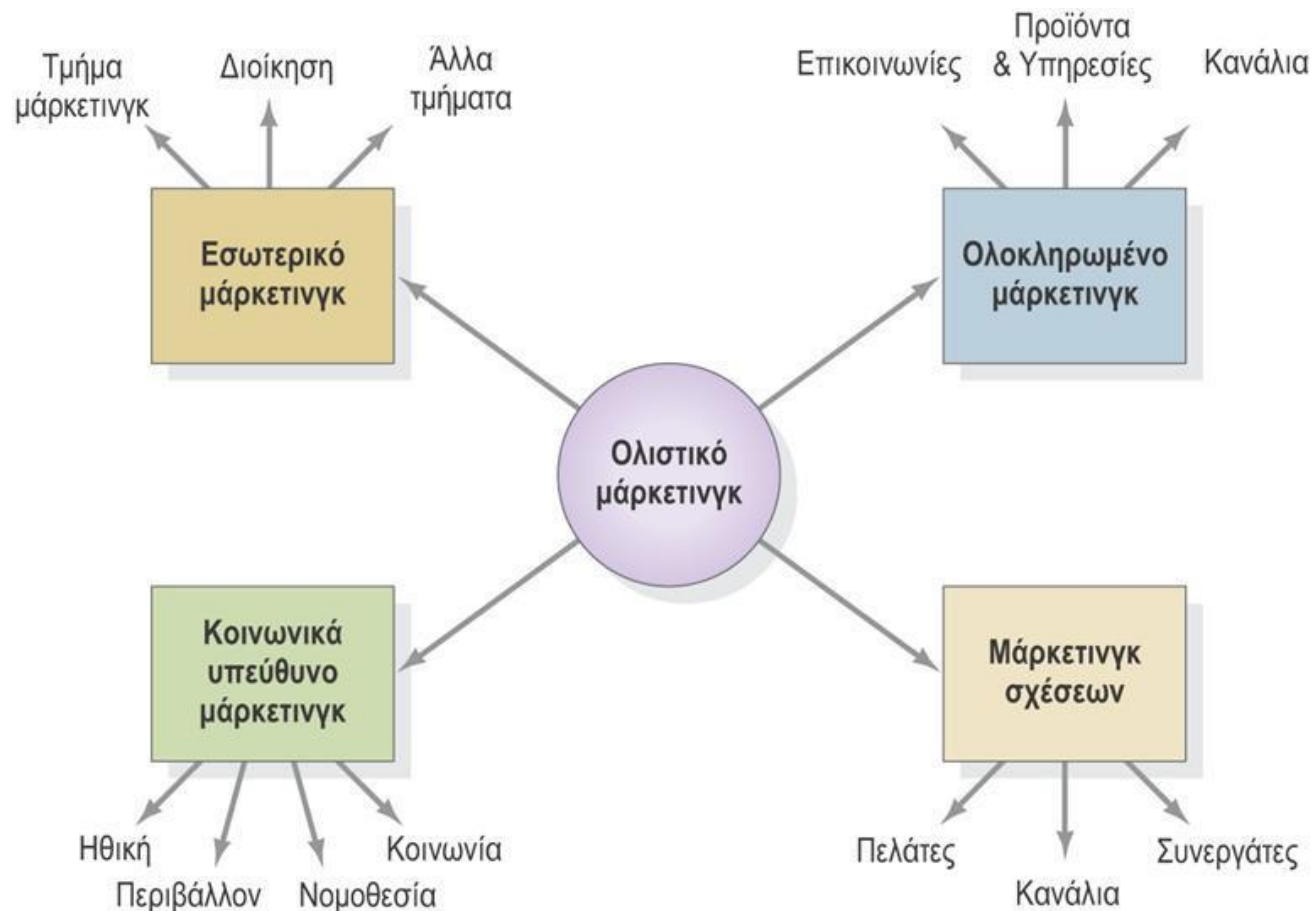 Τμήμα
μάρκετινγκ
Διοίκηση
Άλλα
τμήματα
Επικοινωνίες
Προϊόντα
& Υπηρεσίες
Κανάλια
Εσωτερικό
μάρκετινγκ
Ολοκληρωμένο
μάρκετινγκ
Ολιστικό
μάρκετινγκ
Κοινωνικά
υπεύθυνο
μάρκετινγκ
Μάρκετινγκ
σχέσεων
Ηθική
Περιβάλλον
Νομοθεσία
Κοινωνία
Πελάτες
Κανάλια
Συνεργάτες